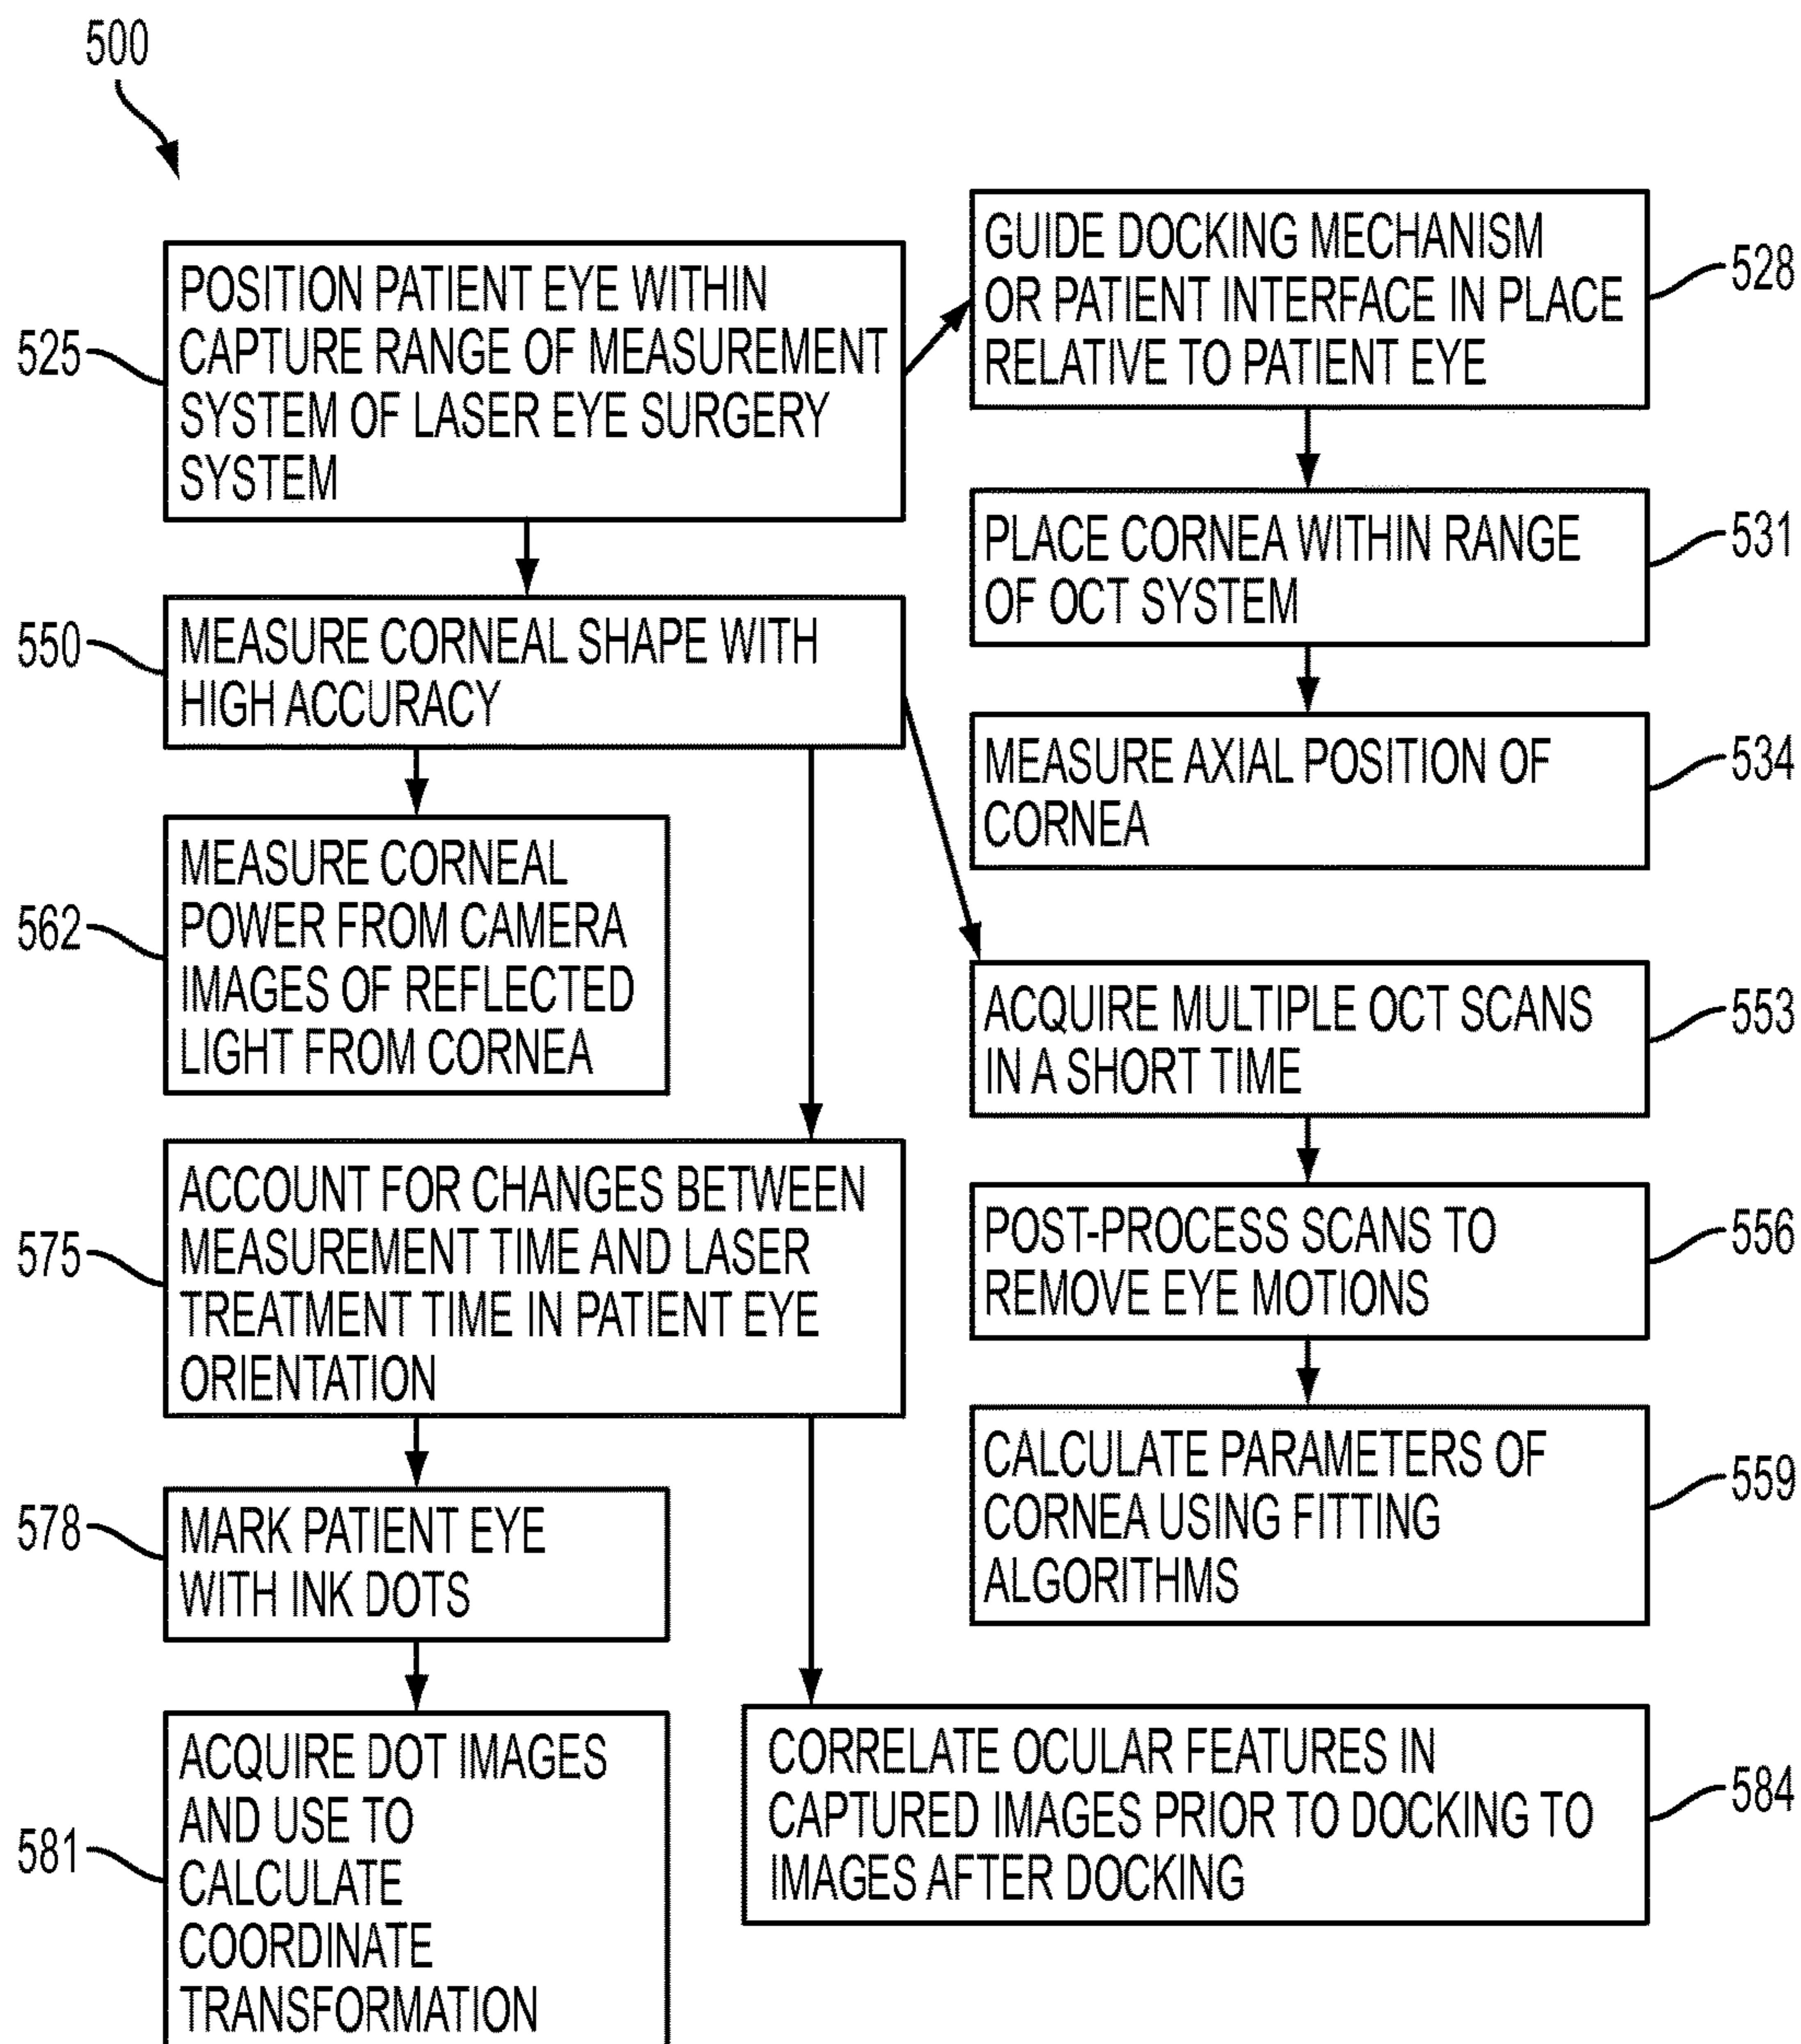 500
525
POSITION PATIENT EYE WITHIN
CAPTURE RANGE OF MEASUREMENT
SYSTEM OF LASER EYE SURGERY
SYSTEM
528
GUIDE DOCKING MECHANISM
OR PATIENT INTERFACE IN PLACE
RELATIVE TO PATIENT EYE
531
PLACE CORNEA WITHIN RANGE
OF OCT SYSTEM
534
MEASURE AXIAL POSITION OF
CORNEA
550
MEASURE CORNEAL SHAPE WITH
HIGH ACCURACY
553
ACQUIRE MULTIPLE OCT SCANS
IN A SHORT TIME
556
POST-PROCESS SCANS TO
REMOVE EYE MOTIONS
559
CALCULATE PARAMETERS OF
CORNEA USING FITTING
ALGORITHMS
562
MEASURE CORNEAL
POWER FROM CAMERA
IMAGES OF REFLECTED
LIGHT FROM CORNEA
575
ACCOUNT FOR CHANGES BETWEEN
MEASUREMENT TIME AND LASER
TREATMENT TIME IN PATIENT EYE
ORIENTATION
578
MARK PATIENT EYE
WITH INK DOTS
581
ACQUIRE DOT IMAGES
AND USE TO
CALCULATE
COORDINATE
TRANSFORMATION
584
CORRELATE OCULAR FEATURES IN
CAPTURED IMAGES PRIOR TO DOCKING TO
IMAGES AFTER DOCKING